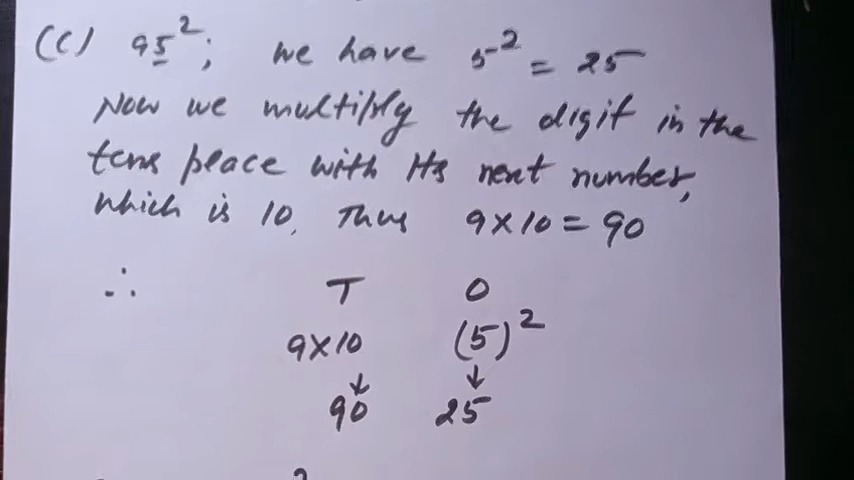 (C) 95²; we have 5² = 25
Now we multiply the digit in the
tens place with its next number,
which is 10. Thus 9×10 = 90
∴ T O
9×10 (5)²
↓ ↓
90 25